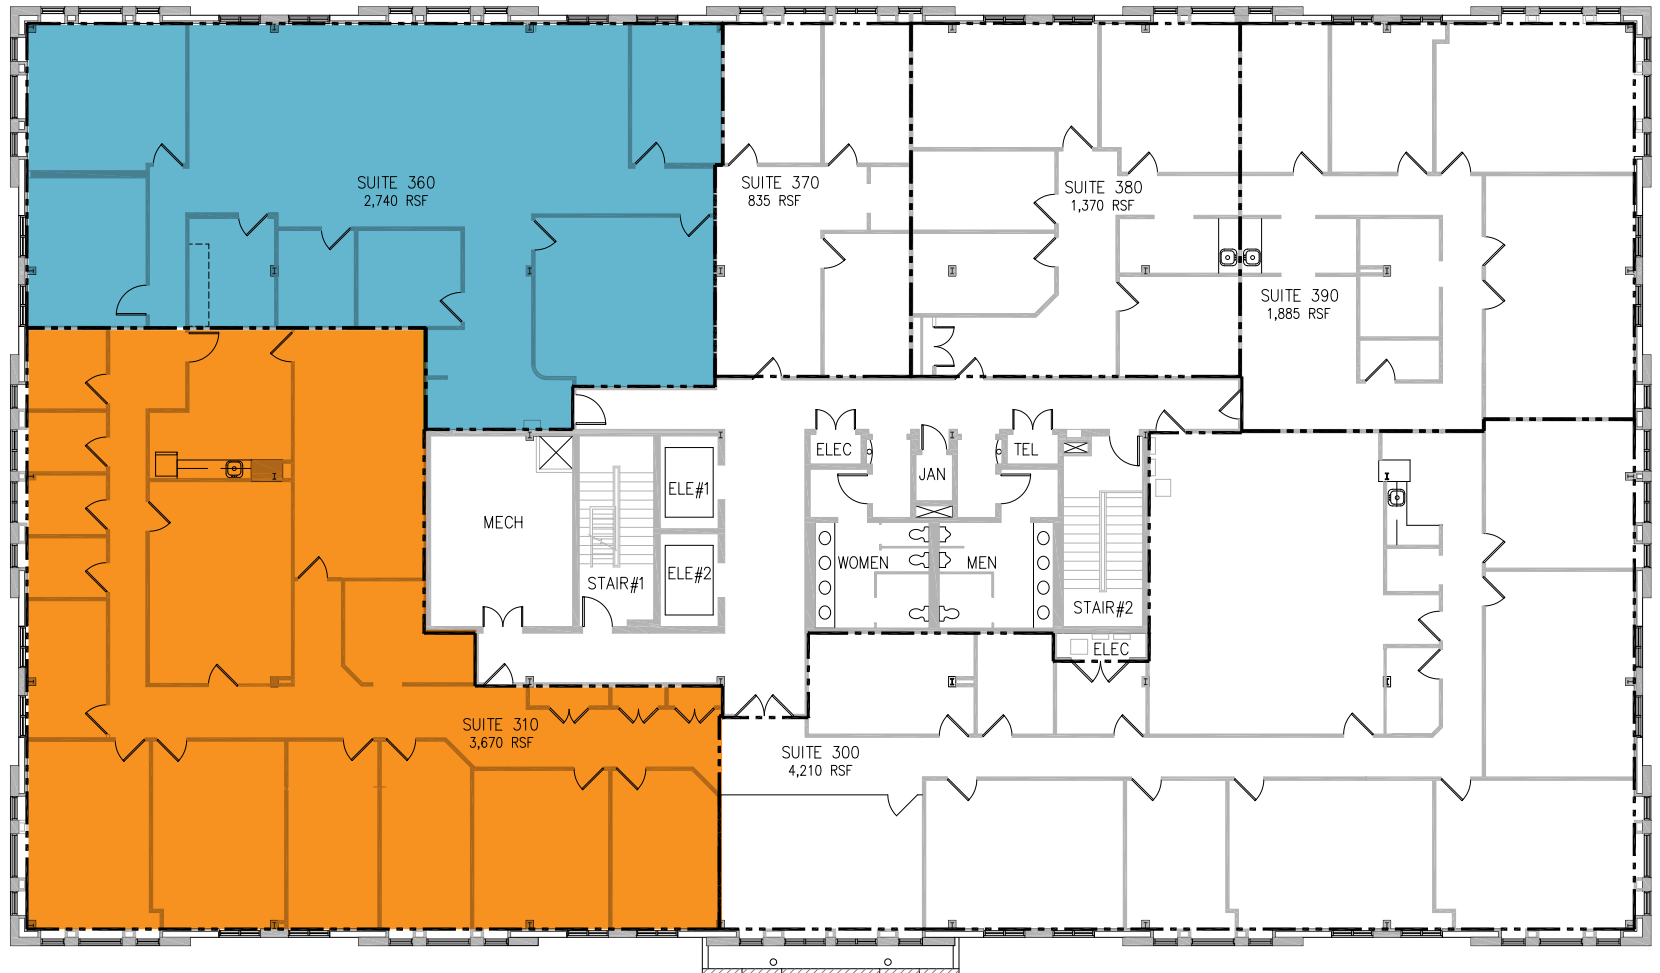 SUITE 360
2,740 RSF
SUITE 370
835 RSF
SUITE 380
1,370 RSF
SUITE 390
1,885 RSF
ELEC
TEL
JAN
ELE#1
MECH
WOMEN
MEN
ELE#2
STAIR#1
STAIR#2
ELEC
SUITE 310
3,670 RSF
SUITE 300
4,210 RSF